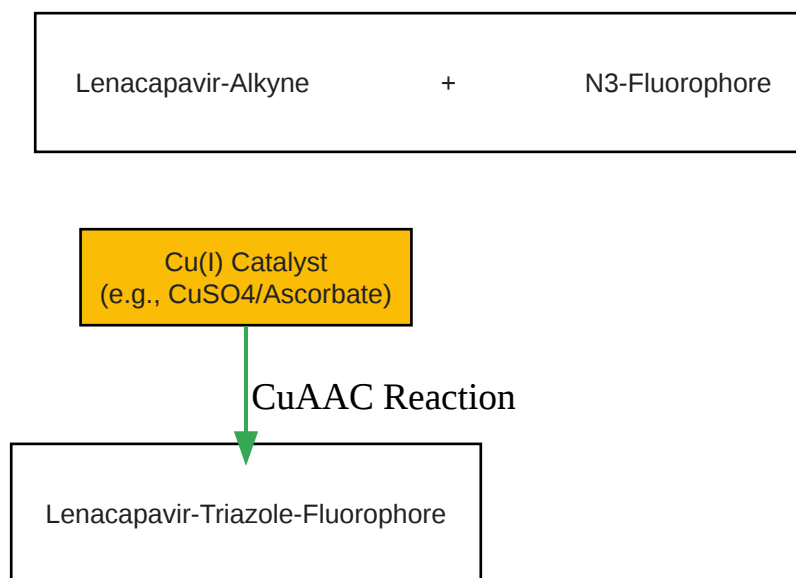 Lenacapavir-Alkyne + N3-Fluorophore
Cu(I) Catalyst
(e.g., CuSO4/Ascorbate)
CuAAC Reaction
Lenacapavir-Triazole-Fluorophore